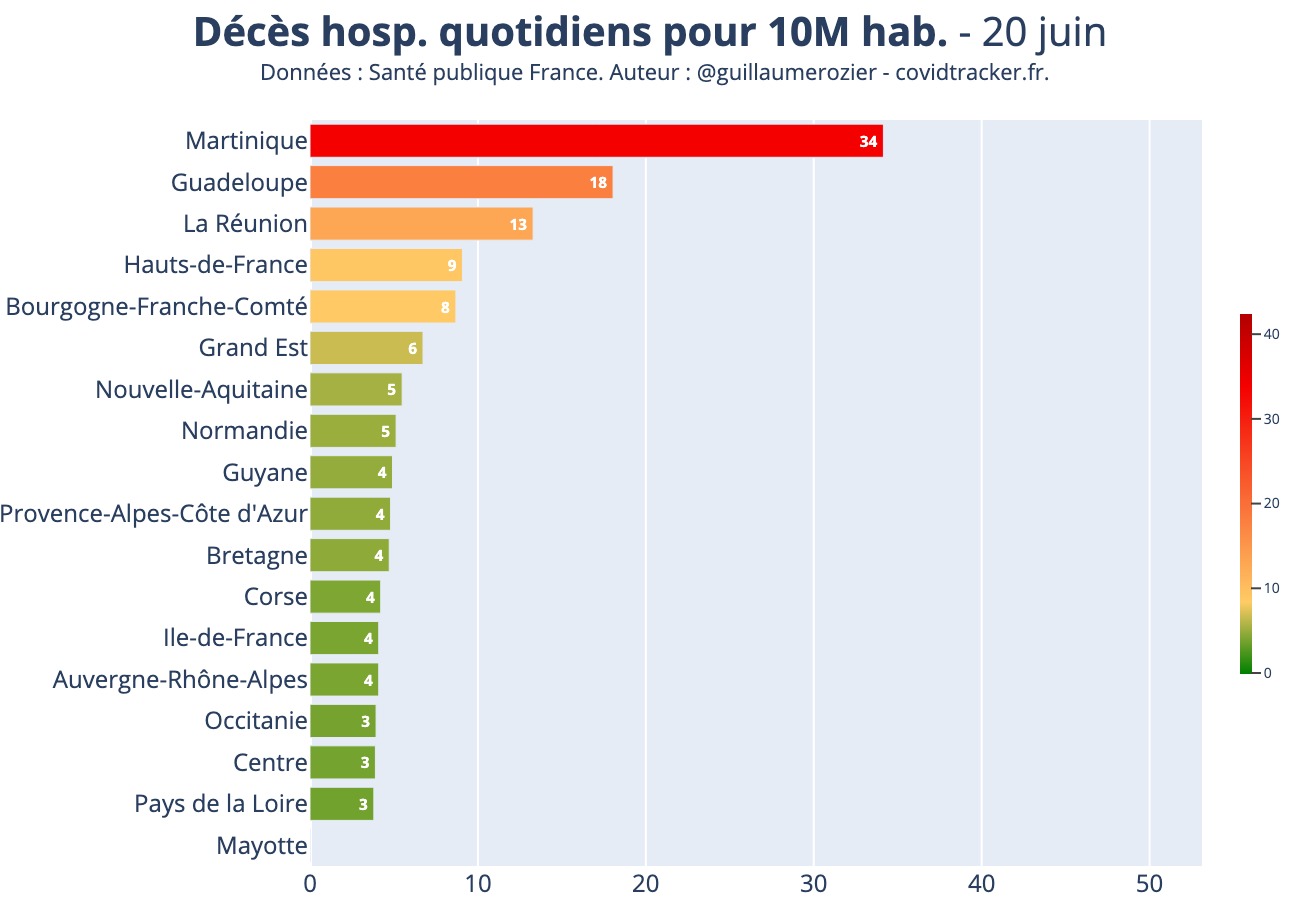 Décès hosp. quotidiens pour 10M hab. - 20 juin
Données : Santé publique France. Auteur : @guillaumerozier - covidtracker.fr.
Martinique 34
Guadeloupe 18
La Réunion 13
Hauts-de-France 9
Bourgogne-Franche-Comté 8
Grand Est 6
Nouvelle-Aquitaine 5
Normandie 5
Guyane 4
Provence-Alpes-Côte d'Azur 4
Bretagne 4
Corse 4
Ile-de-France 4
Auvergne-Rhône-Alpes 4
Occitanie 3
Centre 3
Pays de la Loire 3
Mayotte
0 10 20 30 40 50
40
30
20
10
0